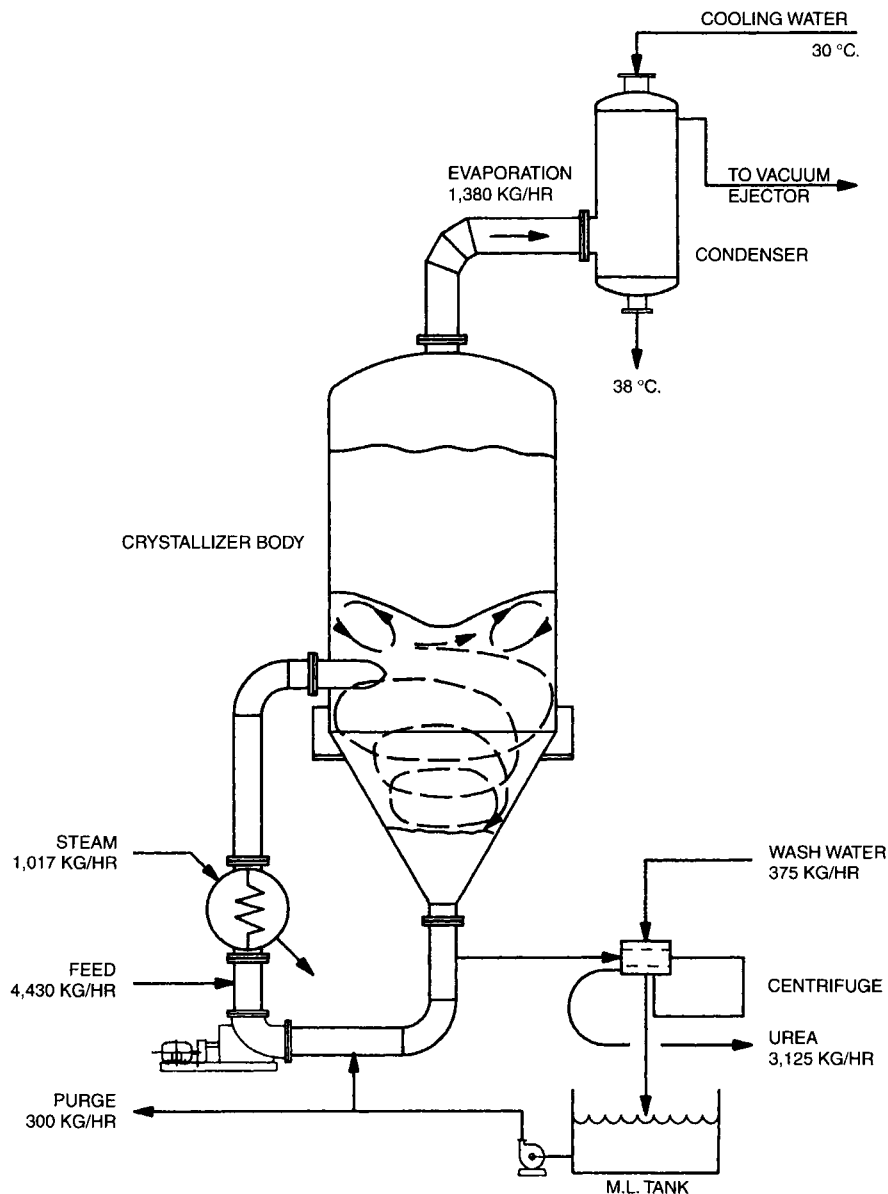 COOLING WATER
30 °C.
EVAPORATION
1,380 KG/HR
TO VACUUM
EJECTOR
CONDENSER
38 °C.
CRYSTALLIZER BODY
STEAM
1,017 KG/HR
WASH WATER
375 KG/HR
FEED
4,430 KG/HR
CENTRIFUGE
UREA
3,125 KG/HR
PURGE
300 KG/HR
M.L. TANK